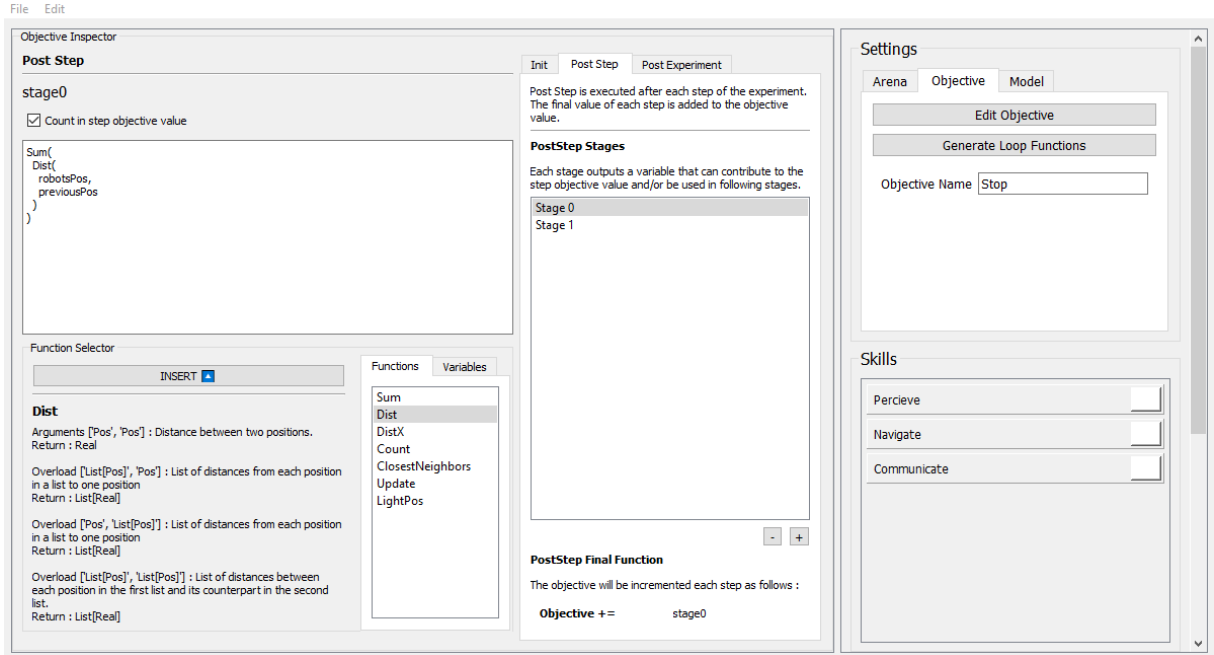 File Edit
Objective Inspector
Post Step
stage0
Count in step objective value
Sum(
Dist(
robotsPos,
previousPos
)
)
Function Selector
INSERT
Dist
Arguments ['Pos', 'Pos'] : Distance between two positions.
Return : Real
Overload ['List[Pos]', 'Pos'] : List of distances from each position
in a list to one position
Return : List[Real]
Overload ['Pos', 'List[Pos]'] : List of distances from each position
in a list to one position
Return : List[Real]
Overload ['List[Pos]', 'List[Pos]'] : List of distances between
each position in the first list and its counterpart in the second
list.
Return : List[Real]
Functions Variables
Sum
Dist
DistX
Count
ClosestNeighbors
Update
LightPos
Init Post Step Post Experiment
Post Step is executed after each step of the experiment.
The final value of each step is added to the objective
value.
PostStep Stages
Each stage outputs a variable that can contribute to the
step objective value and/or be used in following stages.
Stage 0
Stage 1
- +
PostStep Final Function
The objective will be incremented each step as follows :
Objective += stage0
Settings
Arena Objective Model
Edit Objective
Generate Loop Functions
Objective Name Stop
Skills
Percieve
Navigate
Communicate